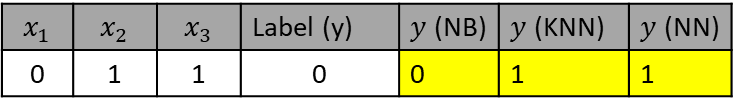 x₁ x₂ x₃ Label (y) y (NB) y (KNN) y (NN)
0 1 1 0 0 1 1